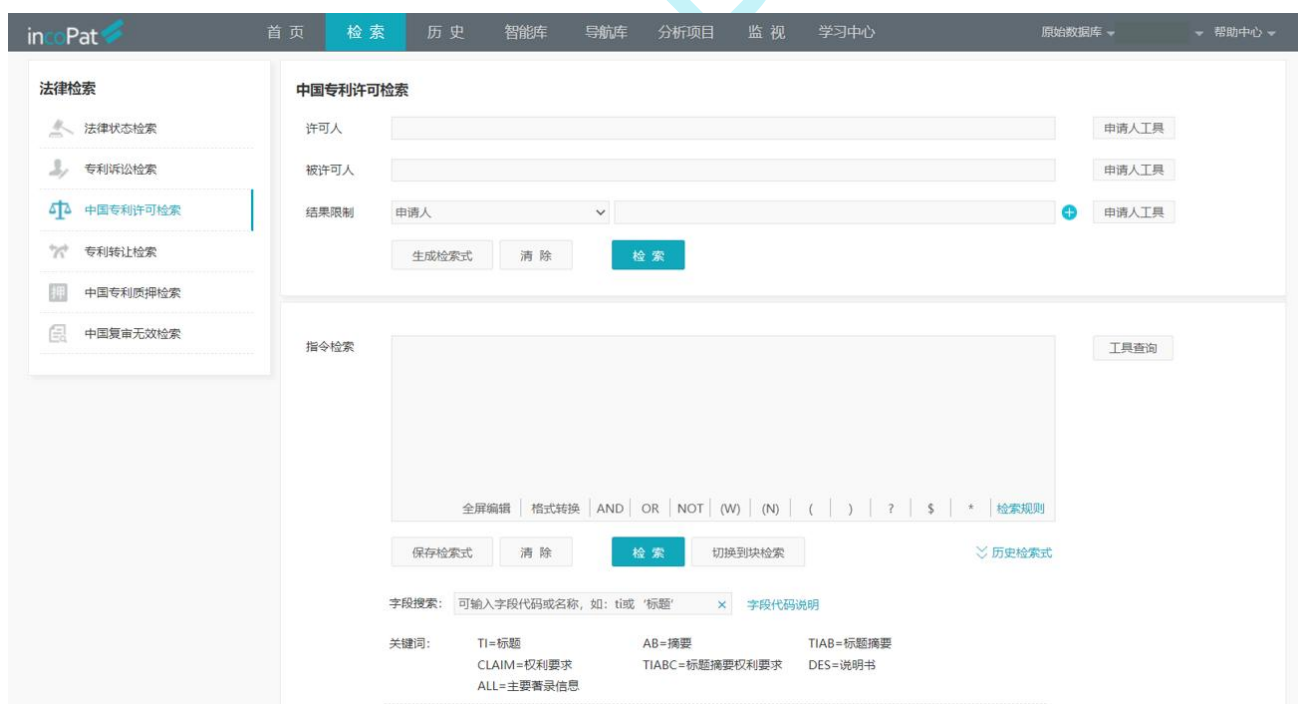 incoPat
首 页 检 索 历 史 智能库 导航库 分析项目 监 视 学习中心 原始数据库 帮助中心
法律检索
法律状态检索
专利诉讼检索
中国专利许可检索
专利转让检索
押 中国专利质押检索
中国复审无效检索
中国专利许可检索
许可人 申请人工具
被许可人 申请人工具
结果限制 申请人 申请人工具
生成检索式 清 除 检 索
指令检索 工具查询
全屏编辑 | 格式转换 | AND | OR | NOT | (W) | (N) | ( | ) | ? | $ | * | 检索规则
保存检索式 清 除 检 索 切换到块检索 历史检索式
字段搜索： 可输入字段代码或名称，如：ti或 '标题' × 字段代码说明
关键词： TI=标题 AB=摘要 TIAB=标题摘要
CLAIM=权利要求 TIABC=标题摘要权利要求 DES=说明书
ALL=主要著录信息